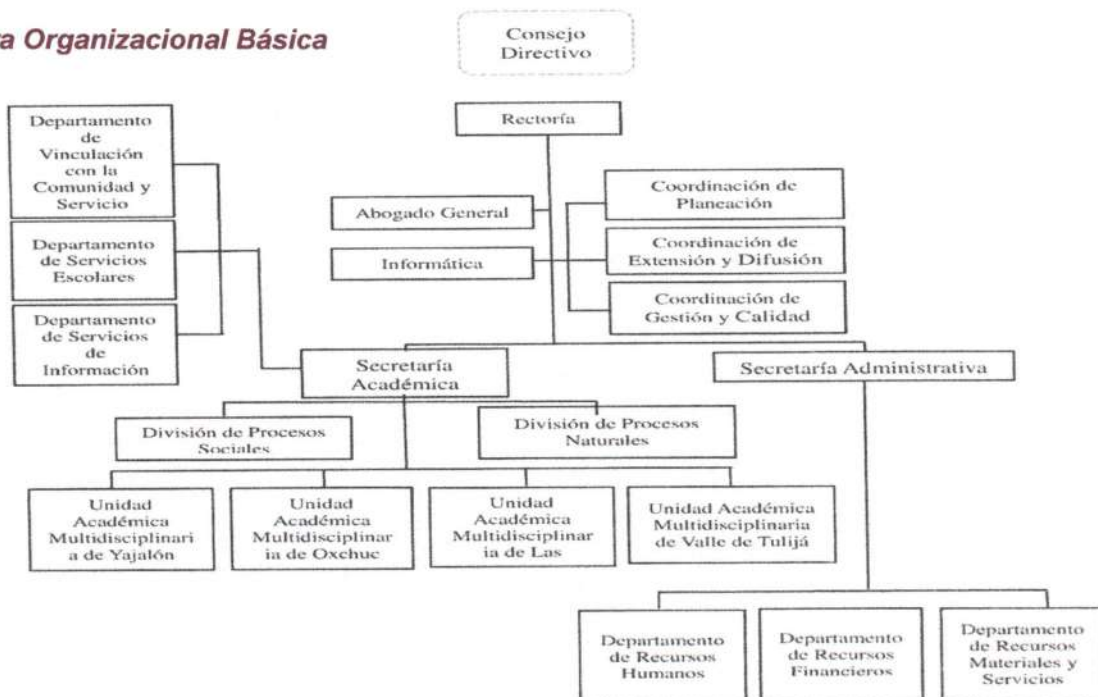 Organizacional Básica
Consejo
Directivo
Rectoría
Departamento
de
Vinculación
con la
Comunidad y
Servicio
Abogado General
Coordinación de
Planeación
Departamento
de Servicios
Escolares
Informática
Coordinación de
Extensión y Difusión
Coordinación de
Gestión y Calidad
Departamento
de Servicios
de
Información
Secretaría
Académica
Secretaría Administrativa
División de Procesos
Sociales
División de Procesos
Naturales
Unidad
Académica
Multidisciplinari
a de Yajalón
Unidad
Académica
Multidisciplinar
ia de Oxchuc
Unidad
Académica
Multidisciplinar
ia de Las
Unidad Académica
Multidisciplinaria
de Valle de Tulijá
Departamento
de Recursos
Humanos
Departamento
de Recursos
Financieros
Departamento
de Recursos
Materiales y
Servicios